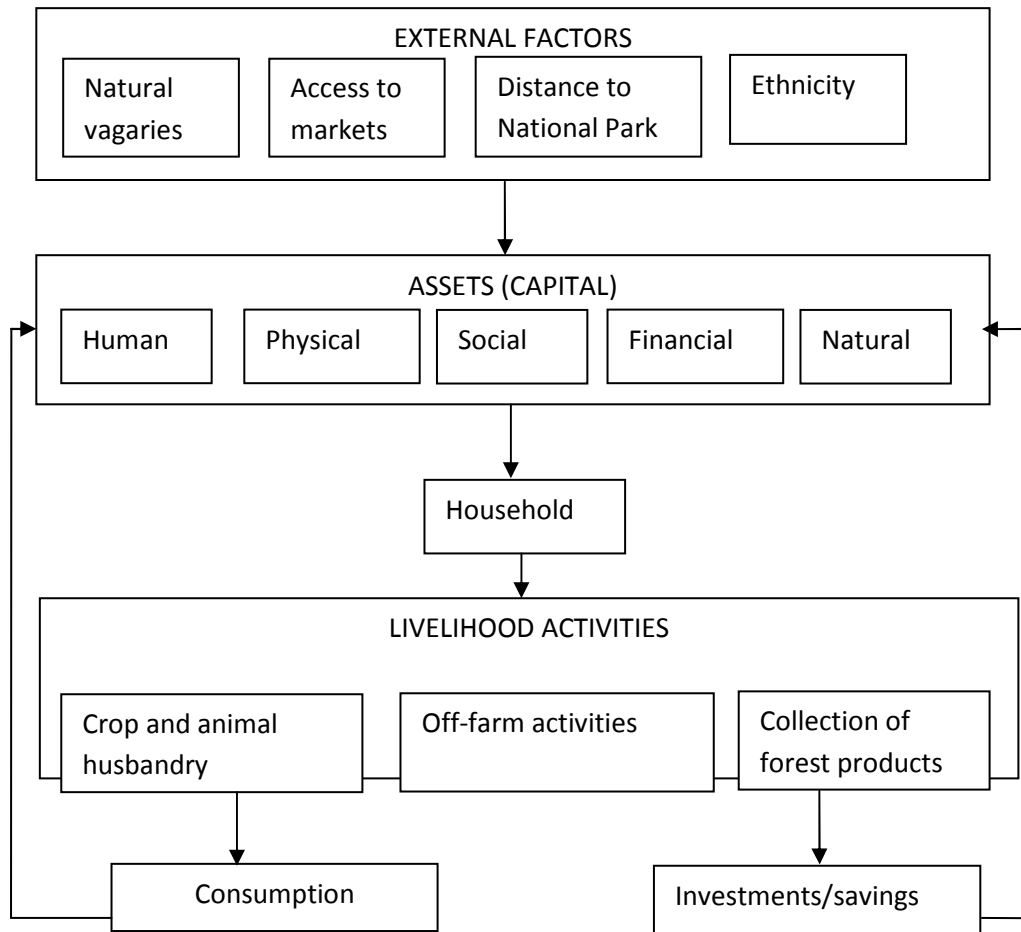 EXTERNAL FACTORS
Natural
vagaries
Access to
markets
Distance to
National Park
Ethnicity
ASSETS (CAPITAL)
Human
Physical
Social
Financial
Natural
Household
LIVELIHOOD ACTIVITIES
Crop and animal
husbandry
Off-farm activities
Collection of
forest products
Consumption
Investments/savings